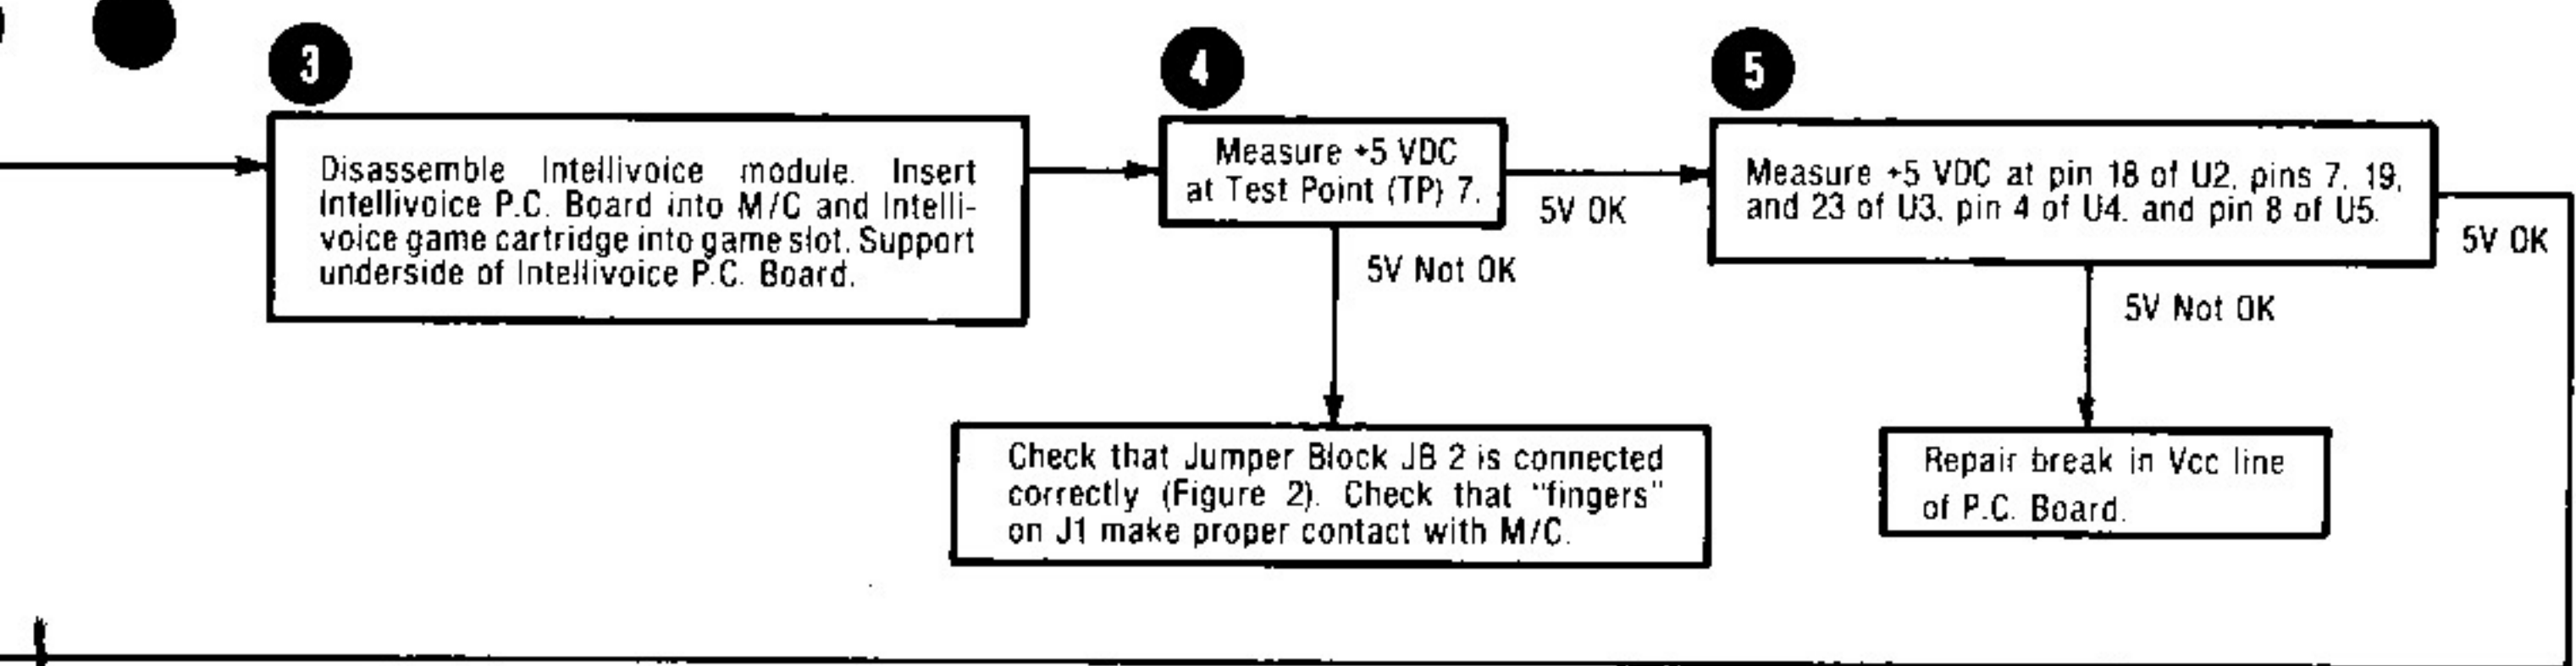 3
Disassemble Intellivoice module. Insert
Intellivoice P.C. Board into M/C and Intelli-
voice game cartridge into game slot. Support
underside of Intellivoice P.C. Board.
4
Measure +5 VDC
at Test Point (TP) 7.
5V OK
5V Not OK
Check that Jumper Block JB 2 is connected
correctly (Figure 2). Check that "fingers"
on J1 make proper contact with M/C.
5
Measure +5 VDC at pin 18 of U2, pins 7, 19,
and 23 of U3, pin 4 of U4. and pin 8 of U5.
5V OK
5V Not OK
Repair break in Vcc line
of P.C. Board.